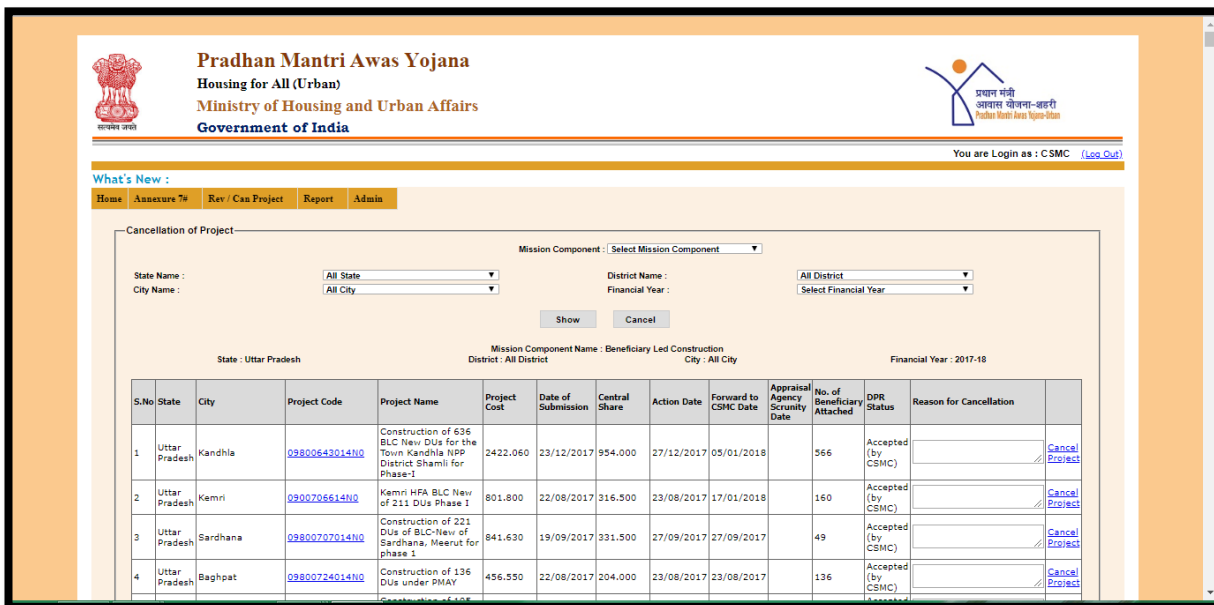 Pradhan Mantri Awas Yojana
Housing for All (Urban)
Ministry of Housing and Urban Affairs
Government of India
सत्यमेव जयते
प्रधान मंत्री
आवास योजना-शहरी
Pradhan Mantri Awas Yojana-Urban
You are Login as : CSMC (Log Out)
What's New :
Home Annexure 7# Rev / Can Project Report Admin
Cancellation of Project
Mission Component : Select Mission Component
State Name : All State District Name : All District
City Name : All City Financial Year : Select Financial Year
Show Cancel
Mission Component Name : Beneficiary Led Construction
State : Uttar Pradesh District : All District City : All City Financial Year : 2017-18
S.No State City Project Code Project Name Project Cost Date of Submission Central Share Action Date Forward to CSMC Date Appraisal Agency Scrunity Date No. of Beneficiary Attached DPR Status Reason for Cancellation
1 Uttar Pradesh Kandhla 09800643014N0 Construction of 636 BLC New DUs for the Town Kandhla NPP District Shamli for Phase-I 2422.060 23/12/2017 954.000 27/12/2017 05/01/2018 566 Accepted (by CSMC) Cancel Project
2 Uttar Pradesh Kemri 0900706614N0 Kemri HFA BLC New of 211 DUs Phase I 801.800 22/08/2017 316.500 23/08/2017 17/01/2018 160 Accepted (by CSMC) Cancel Project
3 Uttar Pradesh Sardhana 09800707014N0 Construction of 221 DUs of BLC-New of Sardhana, Meerut for phase 1 841.630 19/09/2017 331.500 27/09/2017 27/09/2017 49 Accepted (by CSMC) Cancel Project
4 Uttar Pradesh Baghpat 09800724014N0 Construction of 136 DUs under PMAY 456.550 22/08/2017 204.000 23/08/2017 23/08/2017 136 Accepted (by CSMC) Cancel Project